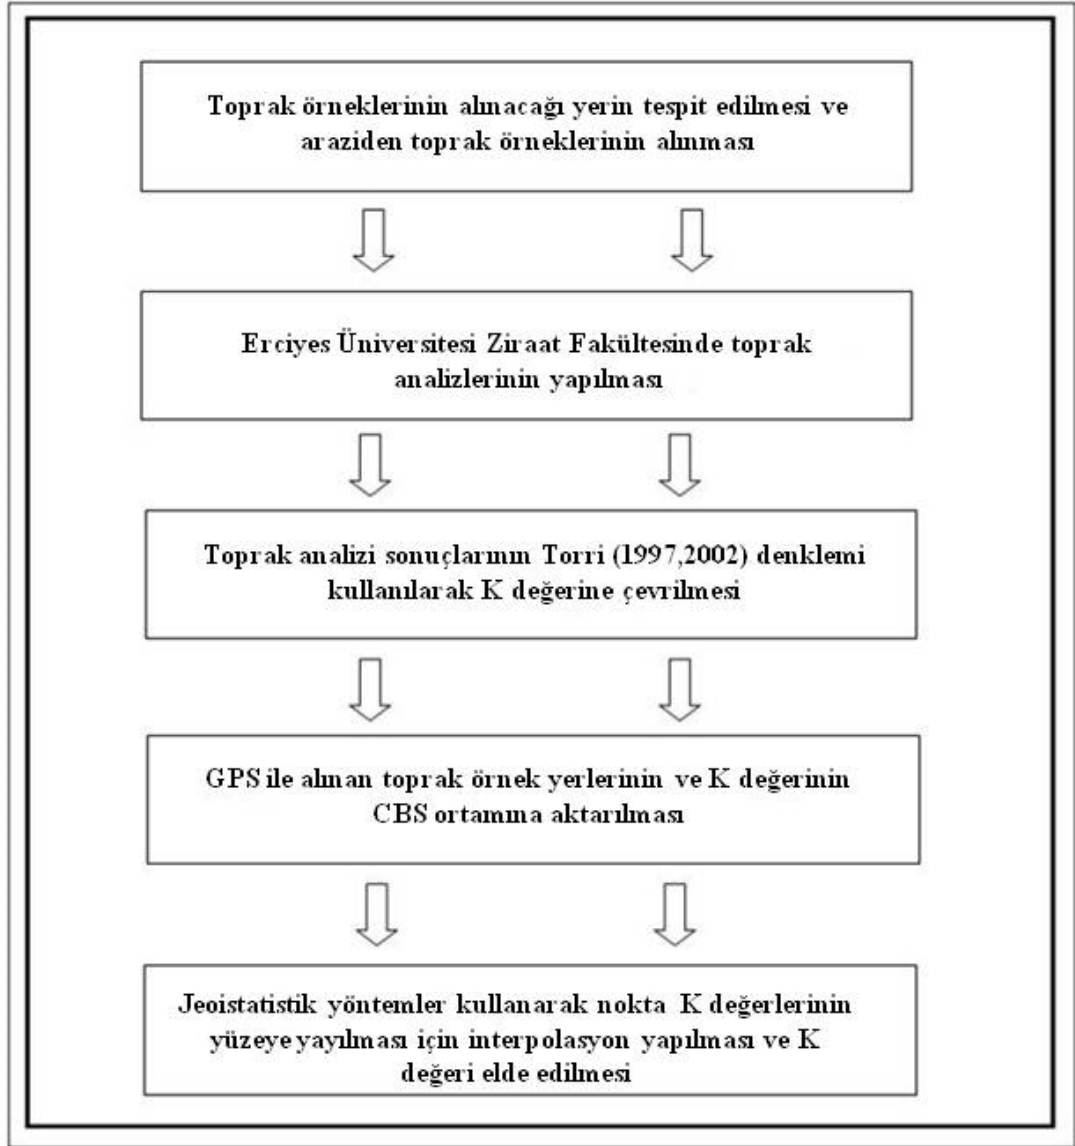 Toprak örneklerinin alınacağı yerin tespit edilmesi ve
araziden toprak örneklerinin alınması
Erciyes Üniversitesi Ziraat Fakültesinde toprak
analizlerinin yapılması
Toprak analizi sonuçlarının Torri (1997,2002) denklemi
kullanılarak K değerine çevrilmesi
GPS ile alınan toprak örnek yerlerinin ve K değerinin
CBS ortamına aktarılması
Jeoistatistik yöntemler kullanarak nokta K değerlerinin
yüzeye yayılması için interpolasyon yapılması ve K
değeri elde edilmesi